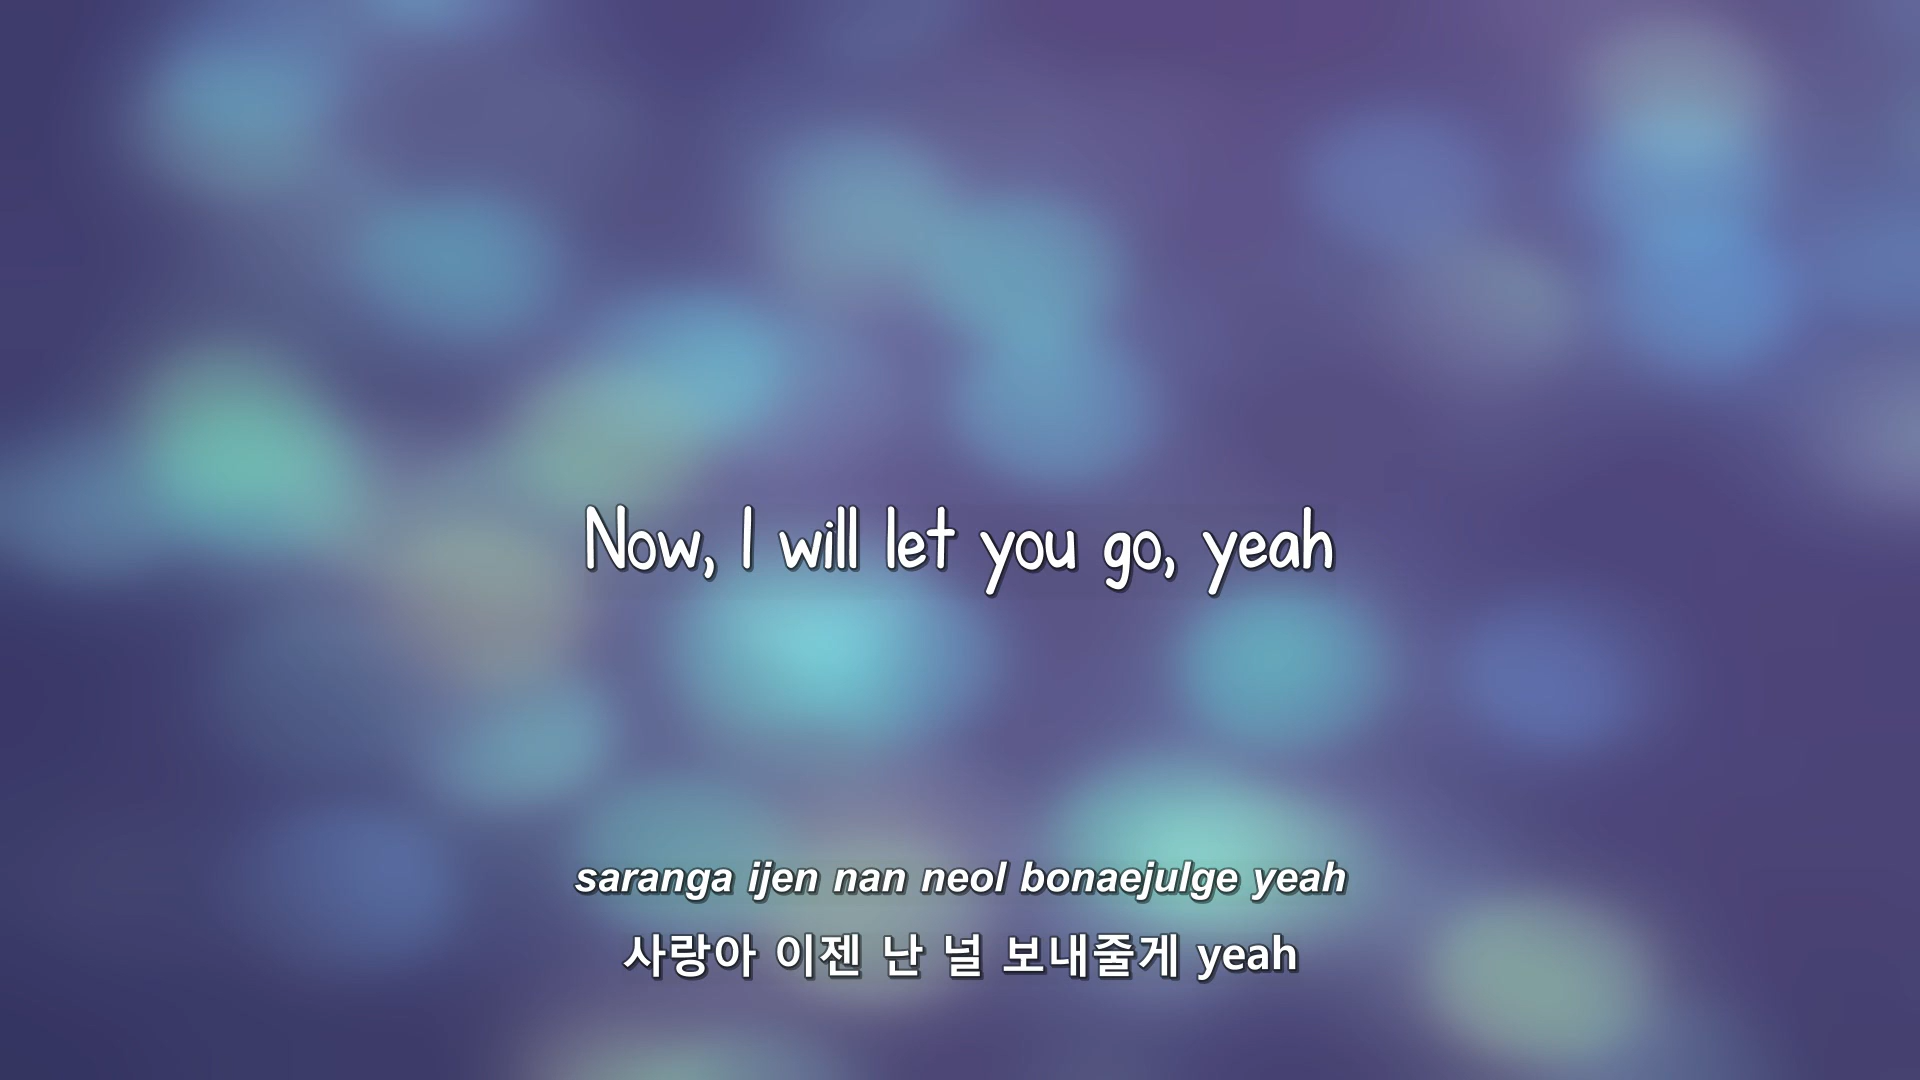 Now, I will let you go, yeah
saranga ijen nan neol bonaejulge yeah
사랑아 이젠 난 널 보내줄게 yeah